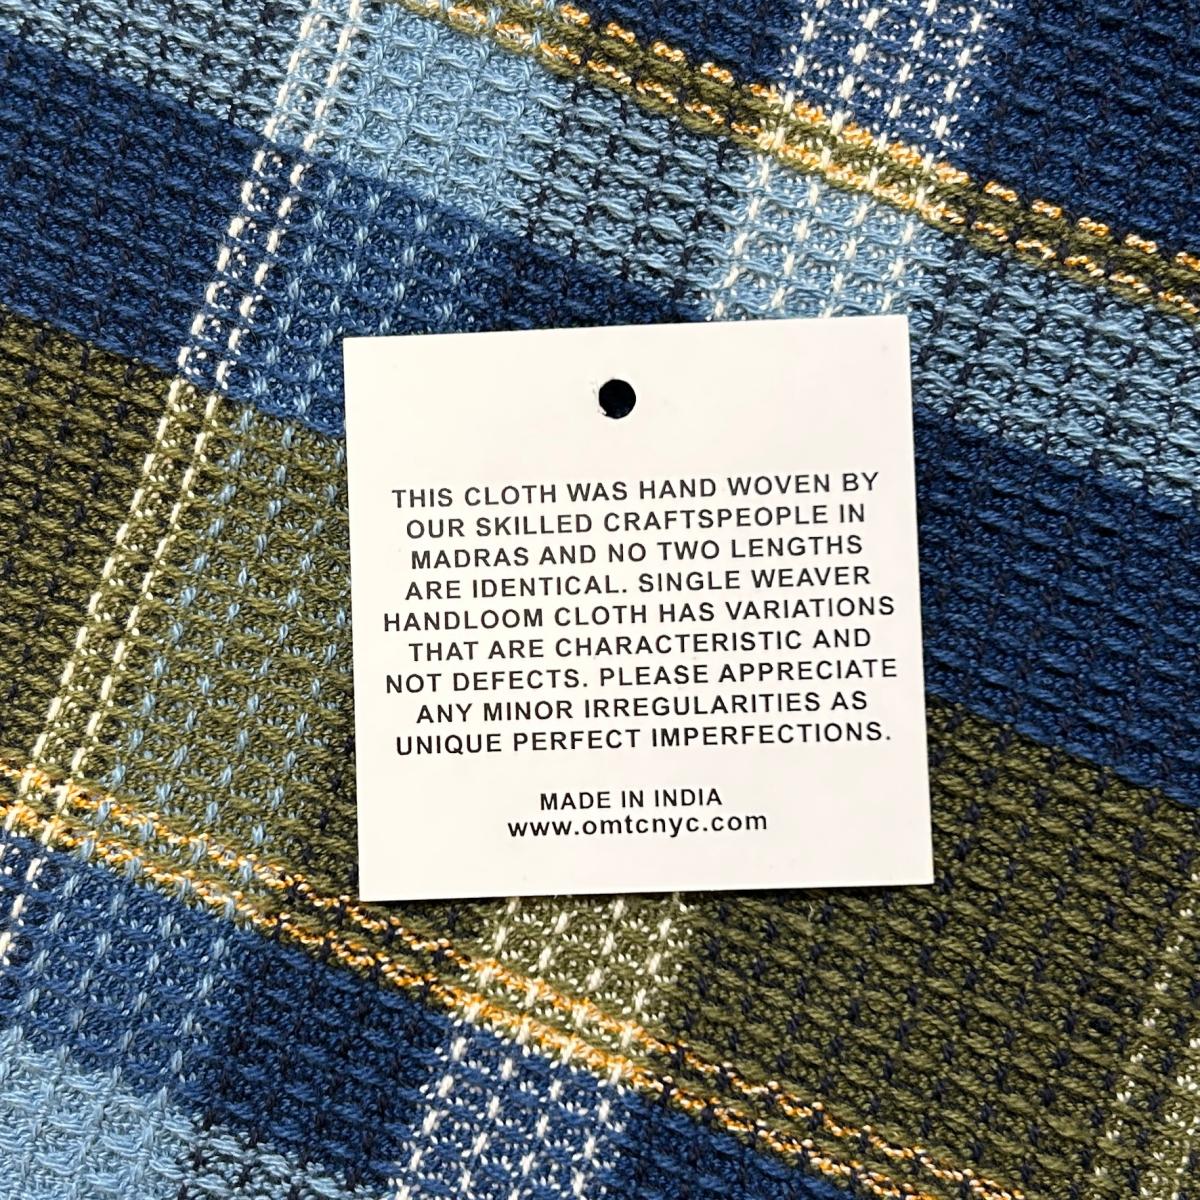 THIS CLOTH WAS HAND WOVEN BY
OUR SKILLED CRAFTSPEOPLE IN
MADRAS AND NO TWO LENGTHS
ARE IDENTICAL. SINGLE WEAVER
HANDLOOM CLOTH HAS VARIATIONS
THAT ARE CHARACTERISTIC AND
NOT DEFECTS. PLEASE APPRECIATE
ANY MINOR IRREGULARITIES AS
UNIQUE PERFECT IMPERFECTIONS.
MADE IN INDIA
www.omtcnyc.com